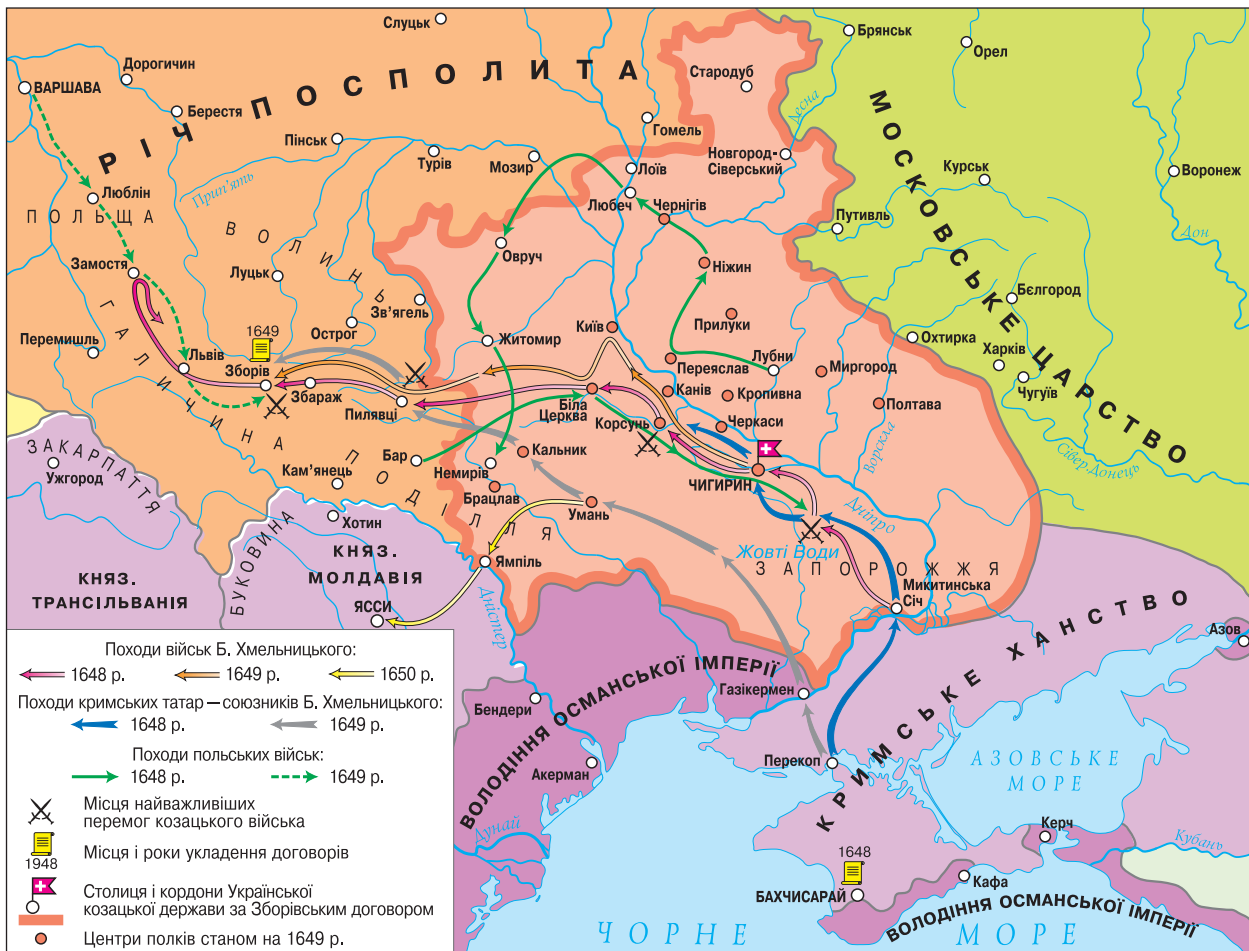 Слуцьк
Брянськ
Орел
Дорогичин
ВАРШАВА
Берестя
РІЧ ПОСПОЛИТА
Стародуб
Десна
МОСКОВСЬКЕ ЦАРСТВО
Гомель
Пінськ
Турів
Мозир
Лоїв
Новгород-
Сіверський
Курськ
Воронеж
Прип'ять
Люблін
ПОЛЬЩА
Любеч
Чернігів
Путивль
Дон
ВОЛИНЬ
Овруч
Ніжин
Замостя
Луцьк
Зв'ягель
Бєлгород
ГАЛИЧИНА
Острог
Київ
Прилуки
Охтирка
Перемишль
1649
Житомир
Харків
Львів
Зборів
Переяслав
Лубни
Миргород
Чугуїв
Збараж
Пилявці
Біла
Церква
Канів
Кропивна
Полтава
Корсунь
Черкаси
Ворскла
Сівер.Донець
ЗАКАРПАТТЯ
Ужгород
Бар
Кальник
Немирів
Кам'янець
ПОДІЛЛЯ
Брацлав
ЧИГИРИН
Умань
Дніпро
Хотин
БУКОВИНА
Жовті Води
КНЯЗ.
МОЛДАВІЯ
Ямпіль
ЗАПОРОЖЖЯ
КНЯЗ.
ТРАНСІЛЬВАНІЯ
Микитинська
Січ
ЯССИ
Дністер
Азов
КРИМСЬКЕ ХАНСТВО
Газікермен
ВОЛОДІННЯ ОСМАНСЬКОЇ ІМПЕРІЇ
Бендери
Перекоп
Акерман
АЗОВСЬКЕ
МОРЕ
Дунай
Керч
Кубань
1648
БАХЧИСАРАЙ
Кафа
ВОЛОДІННЯ ОСМАНСЬКОЇ ІМПЕРІЇ
ЧОРНЕ МОРЕ
Походи військ Б. Хмельницького:
1648 р. 1649 р. 1650 р.
Походи кримських татар — союзників Б. Хмельницького:
1648 р. 1649 р.
Походи польських військ:
1648 р. 1649 р.
Місця найважливіших
перемог козацького війська
Місця і роки укладення договорів
1948
Столиця і кордони Української
козацької держави за Зборівським договором
Центри полків станом на 1649 р.